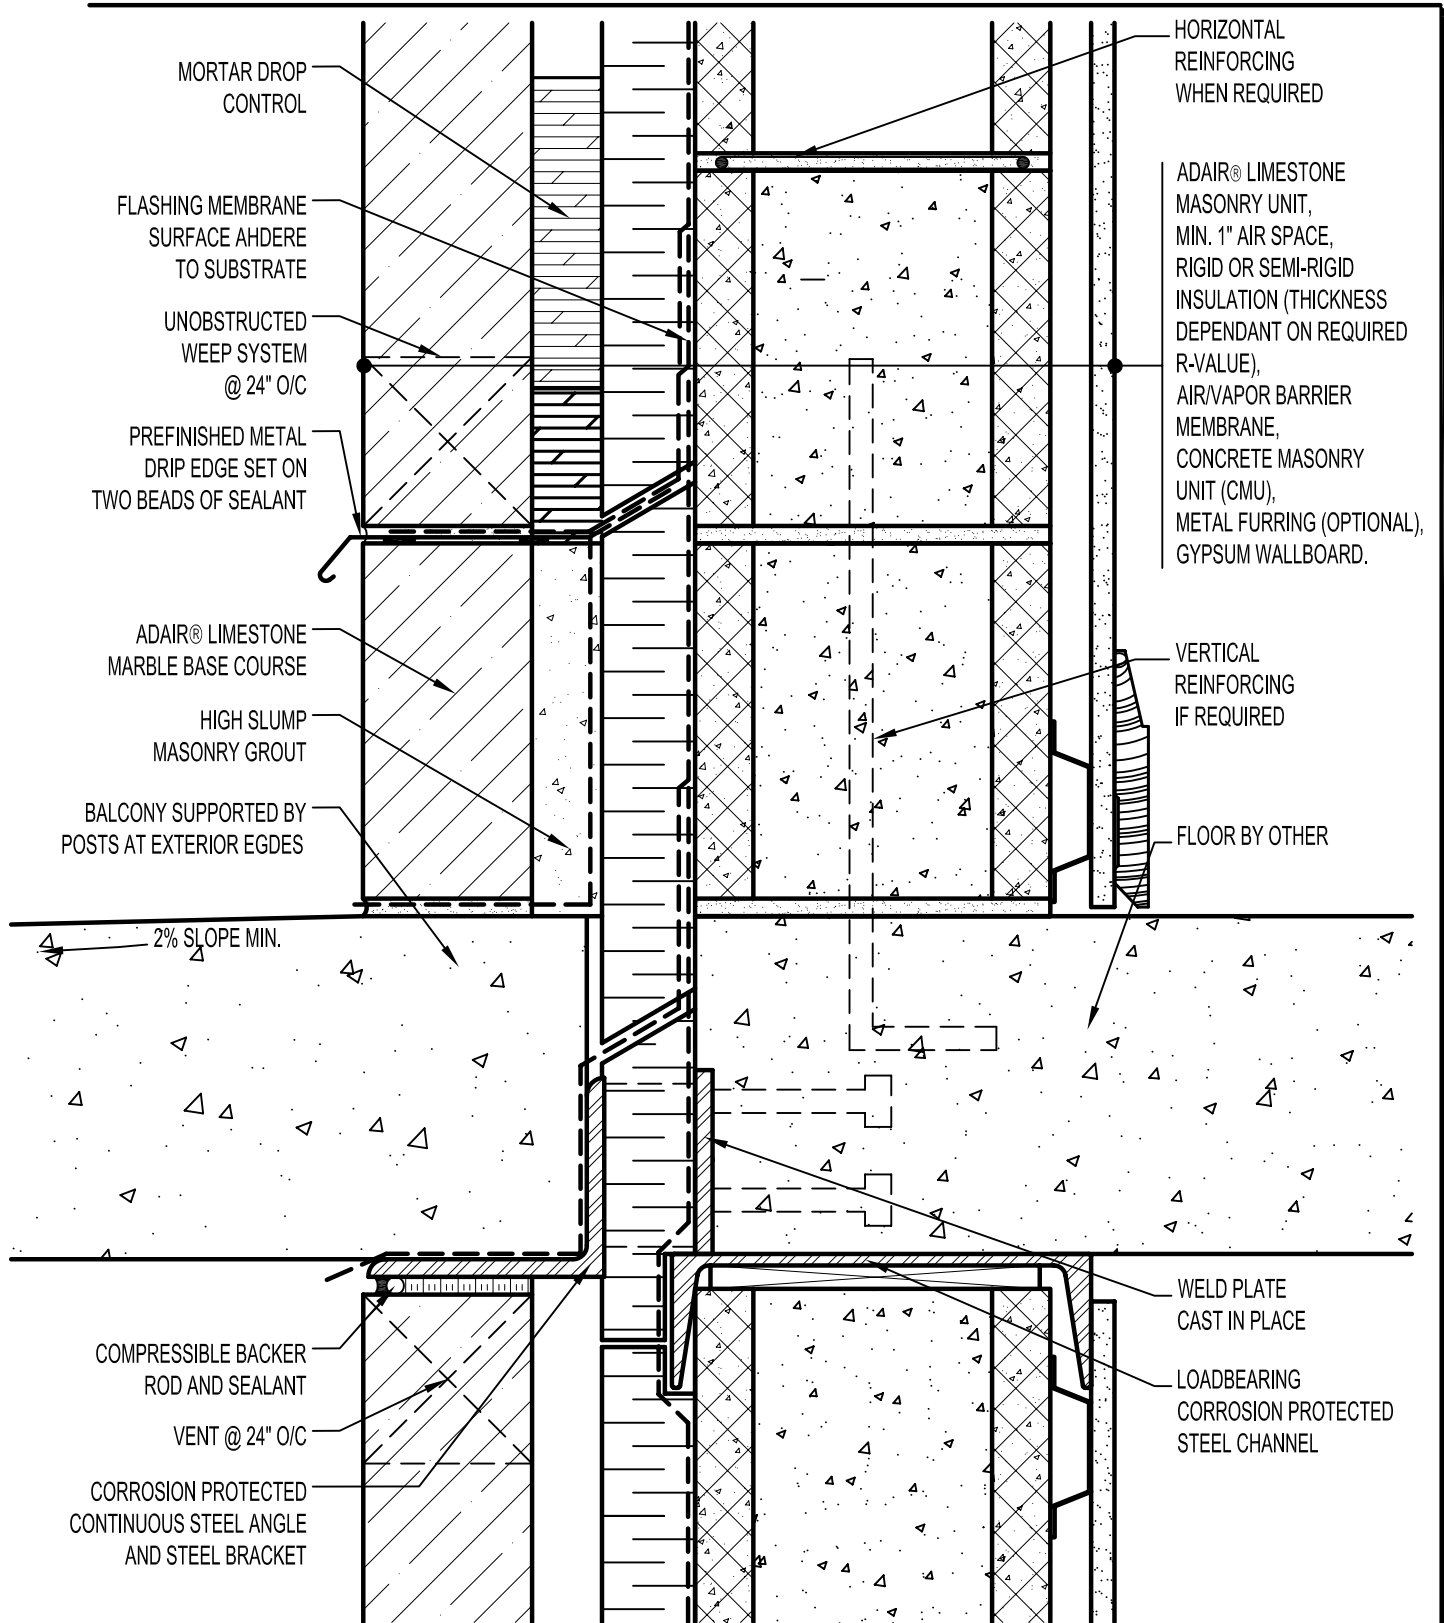 MORTAR DROP
CONTROL
FLASHING MEMBRANE
SURFACE AHDERE
TO SUBSTRATE
UNOBSTRUCTED
WEEP SYSTEM
@ 24" O/C
PREFINISHED METAL
DRIP EDGE SET ON
TWO BEADS OF SEALANT
ADAIR® LIMESTONE
MARBLE BASE COURSE
HIGH SLUMP
MASONRY GROUT
BALCONY SUPPORTED BY
POSTS AT EXTERIOR EGDES
2% SLOPE MIN.
COMPRESSIBLE BACKER
ROD AND SEALANT
VENT @ 24" O/C
CORROSION PROTECTED
CONTINUOUS STEEL ANGLE
AND STEEL BRACKET
HORIZONTAL
REINFORCING
WHEN REQUIRED
ADAIR® LIMESTONE
MASONRY UNIT,
MIN. 1" AIR SPACE,
RIGID OR SEMI-RIGID
INSULATION (THICKNESS
DEPENDANT ON REQUIRED
R-VALUE),
AIR/VAPOR BARRIER
MEMBRANE,
CONCRETE MASONRY
UNIT (CMU),
METAL FURRING (OPTIONAL),
GYPSUM WALLBOARD.
VERTICAL
REINFORCING
IF REQUIRED
FLOOR BY OTHER
WELD PLATE
CAST IN PLACE
LOADBEARING
CORROSION PROTECTED
STEEL CHANNEL